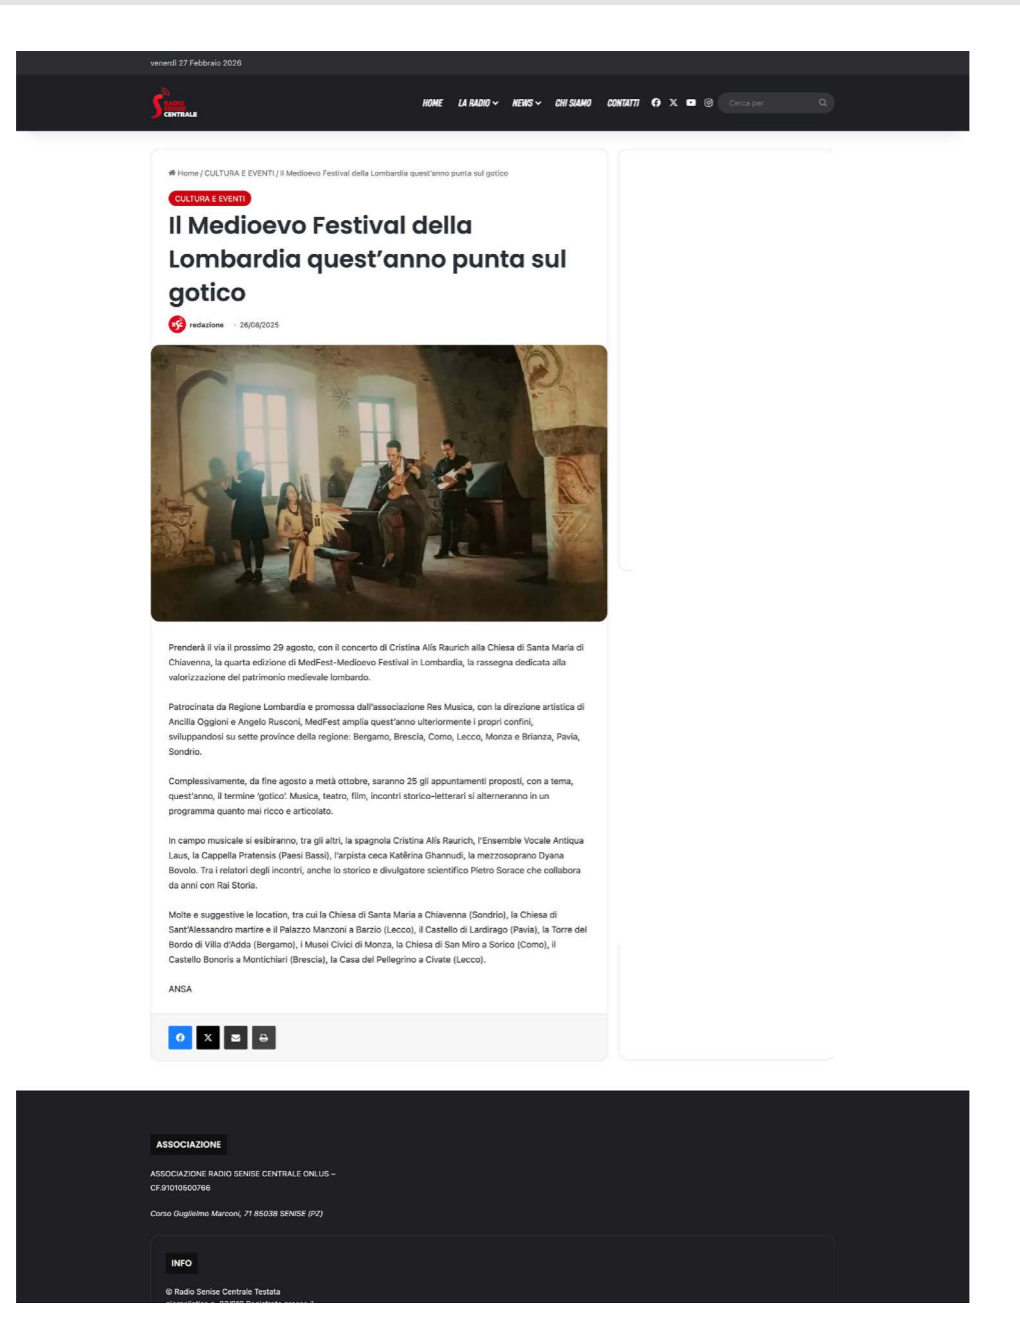 venerdì 27 Febbraio 2026
RADIO
SENISE
CENTRALE
HOME LA RADIO NEWS CHI SIAMO CONTATTI Cerca per
Home / CULTURA E EVENTI / Il Medioevo Festival della Lombardia quest'anno punta sul gotico
CULTURA E EVENTI
Il Medioevo Festival della
Lombardia quest'anno punta sul
gotico
RSC redazione · 26/08/2025
Prenderà il via il prossimo 29 agosto, con il concerto di Cristina Alís Raurich alla Chiesa di Santa Maria di
Chiavenna, la quarta edizione di MedFest-Medioevo Festival in Lombardia, la rassegna dedicata alla
valorizzazione del patrimonio medievale lombardo.
Patrocinata da Regione Lombardia e promossa dall'associazione Res Musica, con la direzione artistica di
Ancilla Oggioni e Angelo Rusconi, MedFest amplia quest'anno ulteriormente i propri confini,
sviluppandosi su sette province della regione: Bergamo, Brescia, Como, Lecco, Monza e Brianza, Pavia,
Sondrio.
Complessivamente, da fine agosto a metà ottobre, saranno 25 gli appuntamenti proposti, con a tema,
quest'anno, il termine 'gotico'. Musica, teatro, film, incontri storico-letterari si alterneranno in un
programma quanto mai ricco e articolato.
In campo musicale si esibiranno, tra gli altri, la spagnola Cristina Alís Raurich, l'Ensemble Vocale Antiqua
Laus, la Cappella Pratensis (Paesi Bassi), l'arpista ceca Katěrina Ghannudi, la mezzosoprano Dyana
Bovolo. Tra i relatori degli incontri, anche lo storico e divulgatore scientifico Pietro Sorace che collabora
da anni con Rai Storia.
Molte e suggestive le location, tra cui la Chiesa di Santa Maria a Chiavenna (Sondrio), la Chiesa di
Sant'Alessandro martire e il Palazzo Manzoni a Barzio (Lecco), il Castello di Lardirago (Pavia), la Torre del
Bordo di Villa d'Adda (Bergamo), i Musei Civici di Monza, la Chiesa di San Miro a Sorico (Como), il
Castello Bonoris a Montichiari (Brescia), la Casa del Pellegrino a Civate (Lecco).
ANSA
ASSOCIAZIONE
ASSOCIAZIONE RADIO SENISE CENTRALE ONLUS –
CF.91010500766
Corso Guglielmo Marconi, 71 85038 SENISE (PZ)
INFO
© Radio Senise Centrale Testata